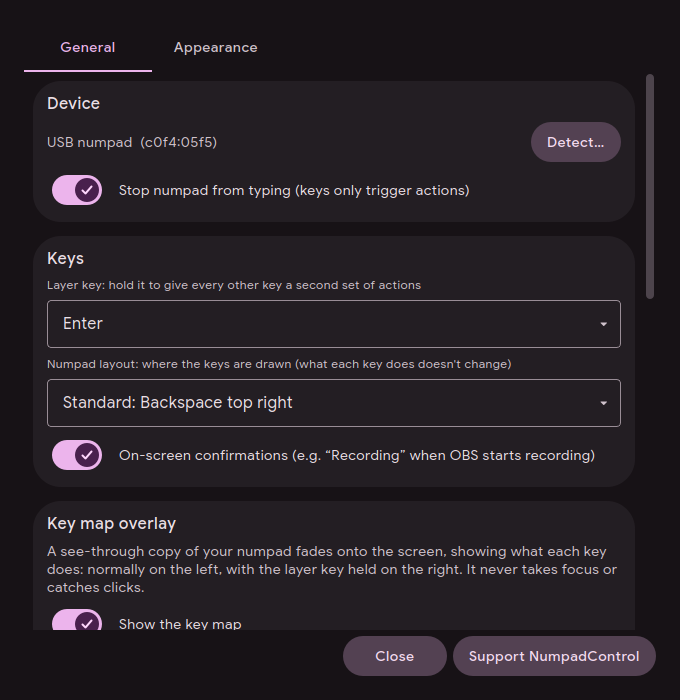 General
Appearance
Device
USB numpad (c0f4:05f5)
Detect...
Stop numpad from typing (keys only trigger actions)
Keys
Layer key: hold it to give every other key a second set of actions
Enter
Numpad layout: where the keys are drawn (what each key does doesn't change)
Standard: Backspace top right
On-screen confirmations (e.g. “Recording” when OBS starts recording)
Key map overlay
A see-through copy of your numpad fades onto the screen, showing what each key
does: normally on the left, with the layer key held on the right. It never takes focus or
catches clicks.
Show the key map
Close
Support NumpadControl